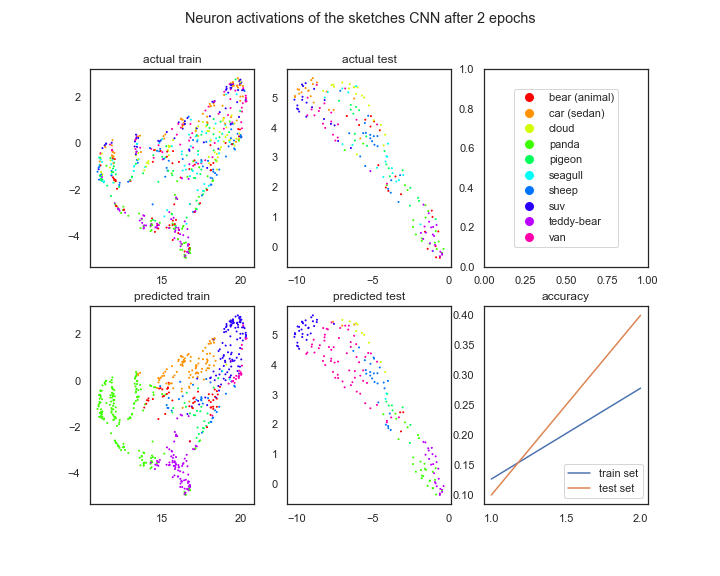 Neuron activations of the sketches CNN after 2 epochs
actual train
2
0
−2
−4
15
20
actual test
5
4
3
2
1
0
−10
−5
0
1.0
0.8
0.6
0.4
0.2
0.0
0.00
0.25
0.50
0.75
1.00
bear (animal)
car (sedan)
cloud
panda
pigeon
seagull
sheep
suv
teddy-bear
van
predicted train
2
0
−2
−4
15
20
predicted test
5
4
3
2
1
0
−10
−5
0
accuracy
0.40
0.35
0.30
0.25
0.20
0.15
0.10
1.0
1.5
2.0
train set
test set